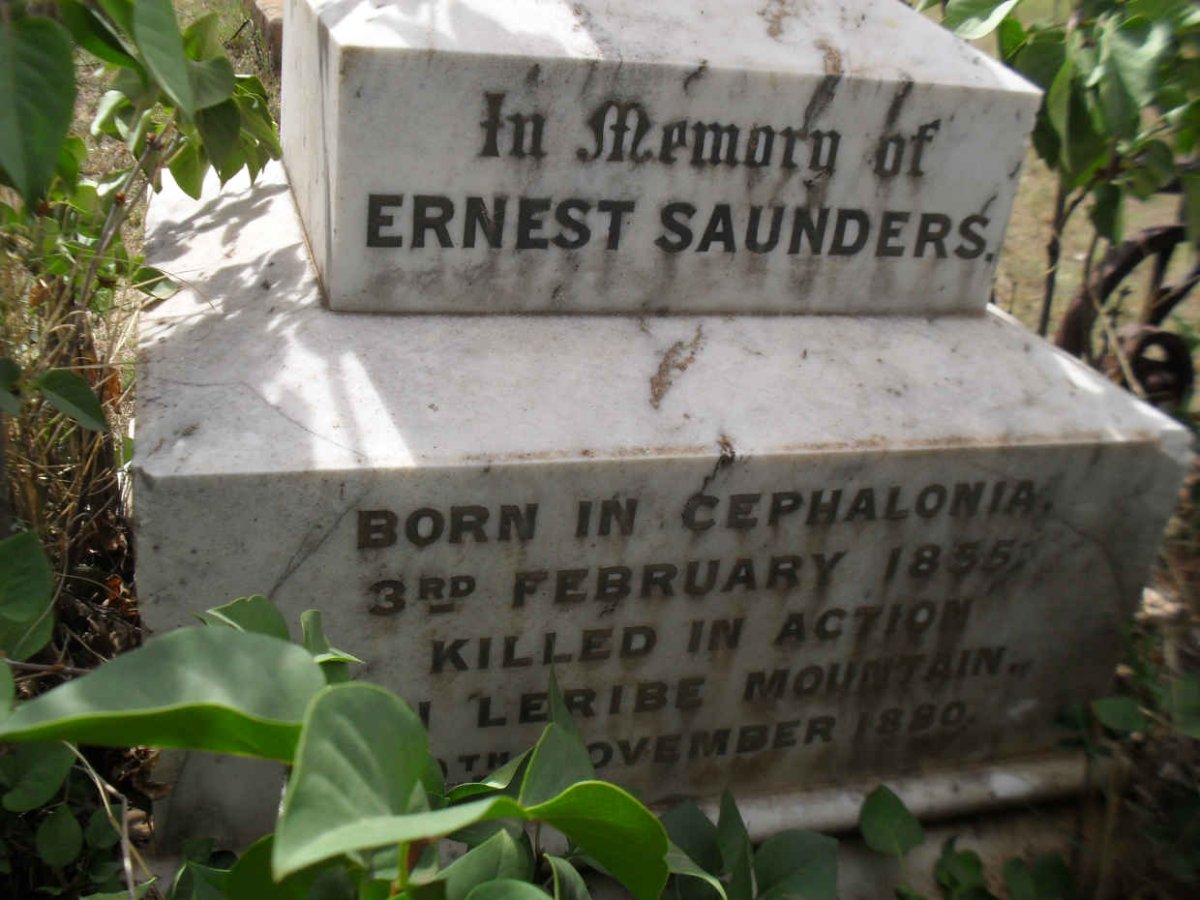 In Memory of
ERNEST SAUNDERS.
BORN IN CEPHALONIA.
3RD FEBRUARY 1855.
KILLED IN ACTION
LERIBE MOUNTAIN.
NOVEMBER 1880.